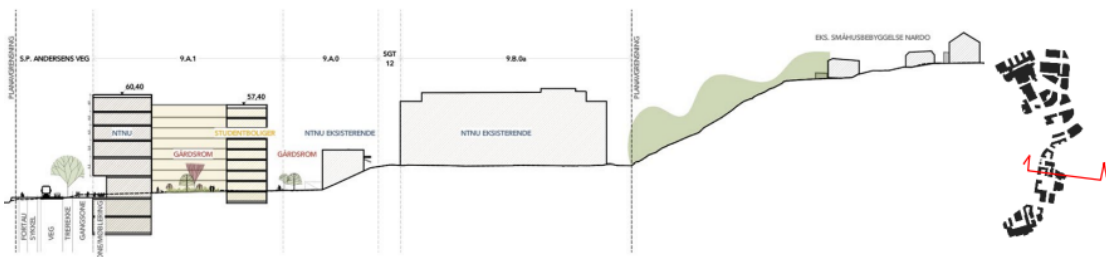 EKS. SMÅHUSBEBYGGELSE NARDO
PLANAVGRENSNING
S.P. ANDERSENS VEG
9.A.1
9.A.0
SGT
12
9.B.0a
PLANAVGRENSNING
60,40
57,40
NTNU
STUDENTBOLIGER
NTNU EKSISTERENDE
NTNU EKSISTERENDE
GÅRDSROM
GÅRDSROM
FORTAU
SYKKEL
VEG
TREREKKE
GANGSONE